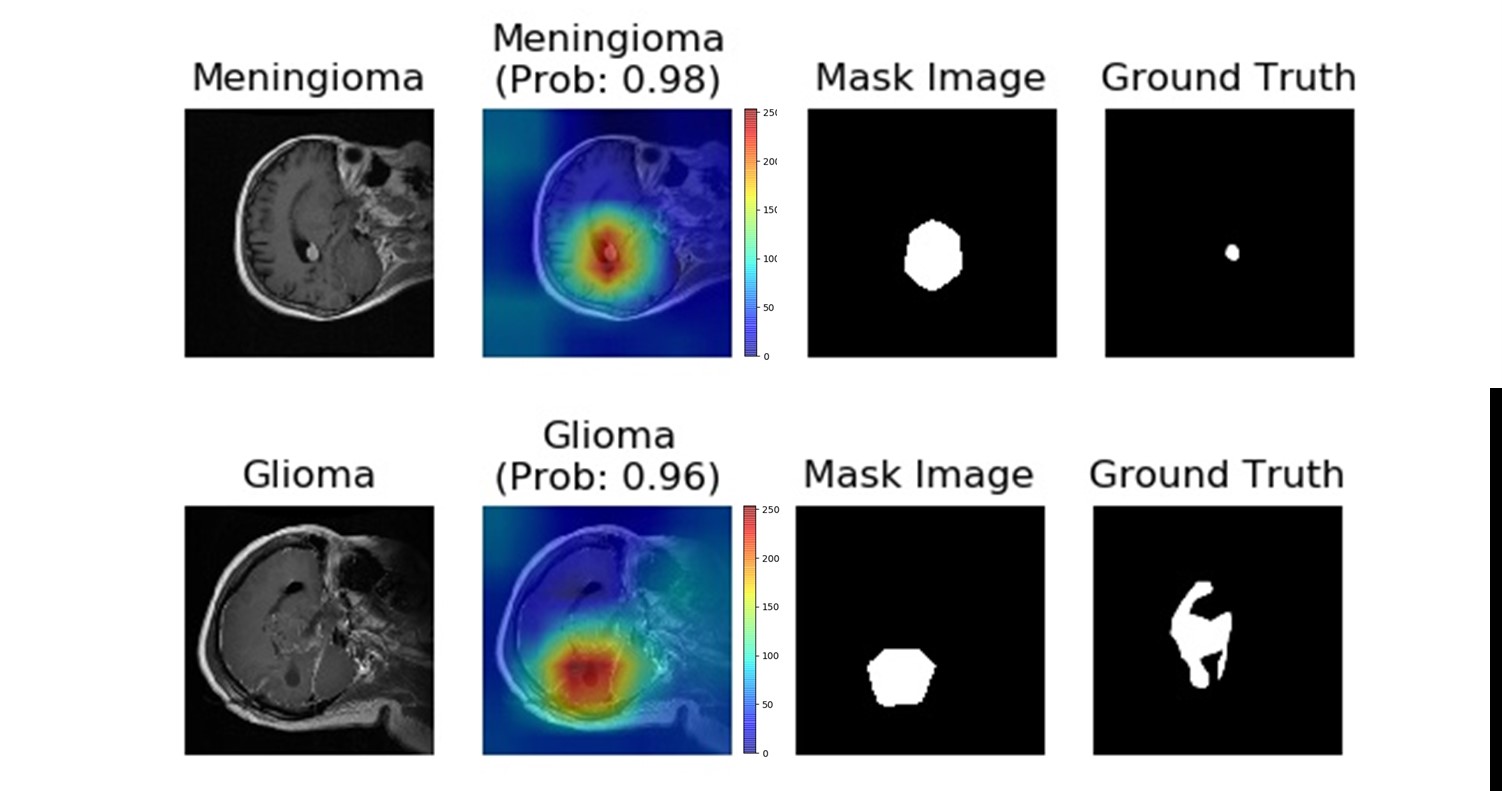 Meningioma
Meningioma
(Prob: 0.98)
Mask Image
Ground Truth
250
200
150
100
50
0
Glioma
Glioma
(Prob: 0.96)
Mask Image
Ground Truth
250
200
150
100
50
0